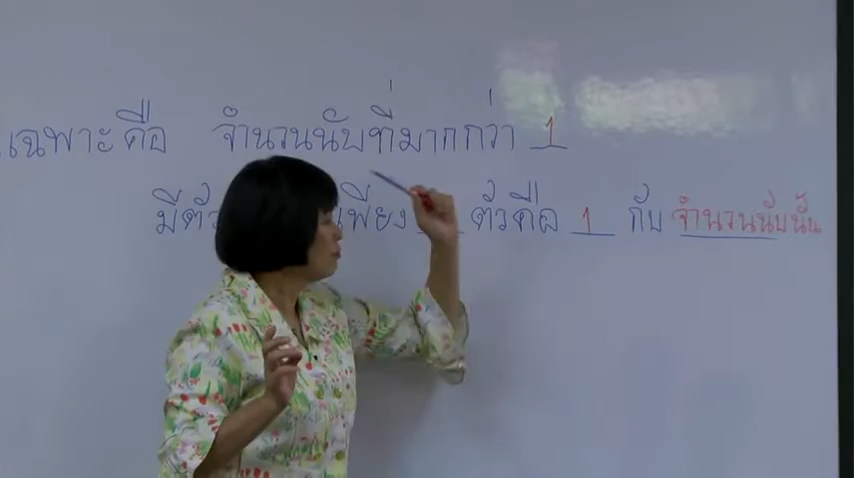 เฉพาะคือ จำนวนนับที่มากกว่า 1
มีตัว เพียง ตัวคือ 1 กับ จำนวนนับนั้น